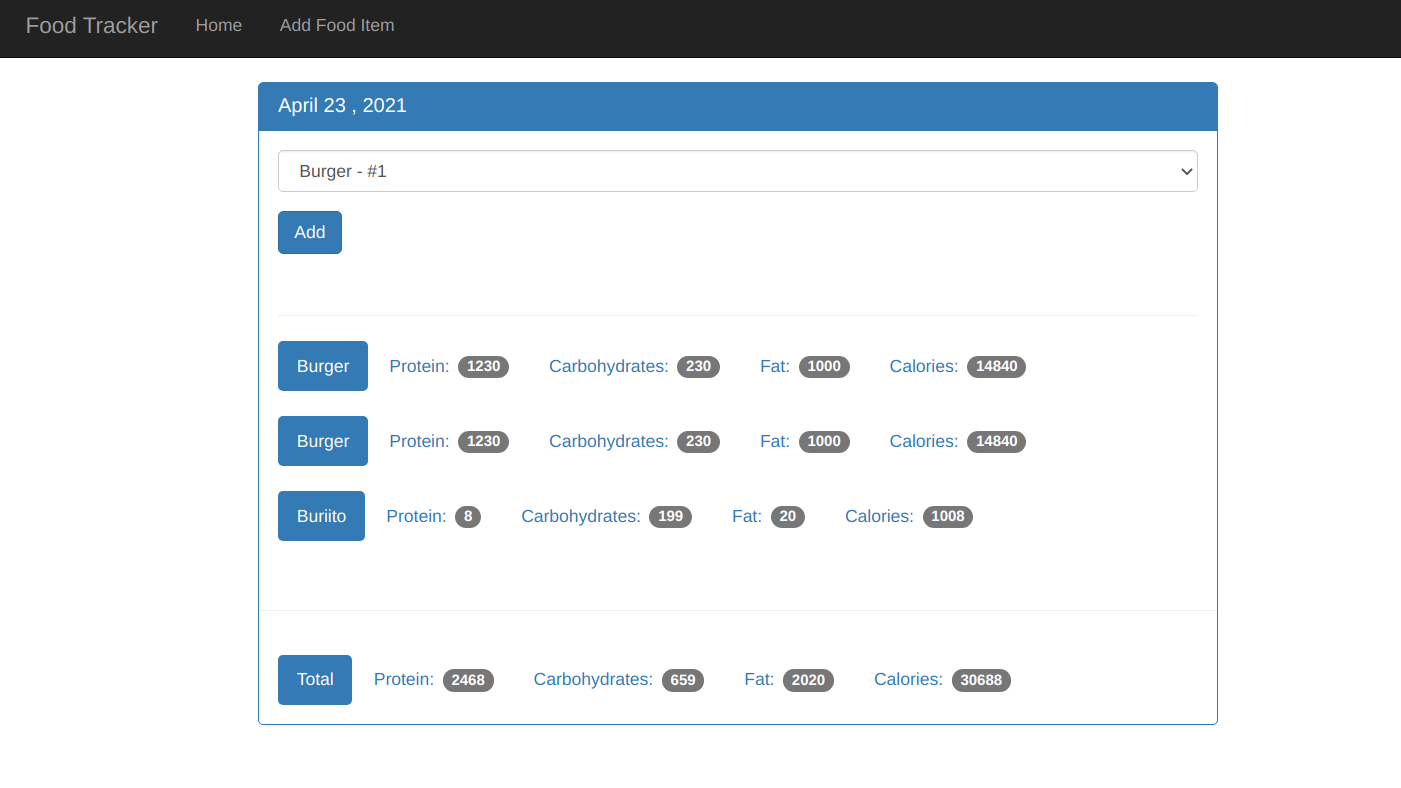 Food Tracker Home Add Food Item
April 23 , 2021
Burger - #1
Add
Burger Protein: 1230 Carbohydrates: 230 Fat: 1000 Calories: 14840
Burger Protein: 1230 Carbohydrates: 230 Fat: 1000 Calories: 14840
Buriito Protein: 8 Carbohydrates: 199 Fat: 20 Calories: 1008
Total Protein: 2468 Carbohydrates: 659 Fat: 2020 Calories: 30688